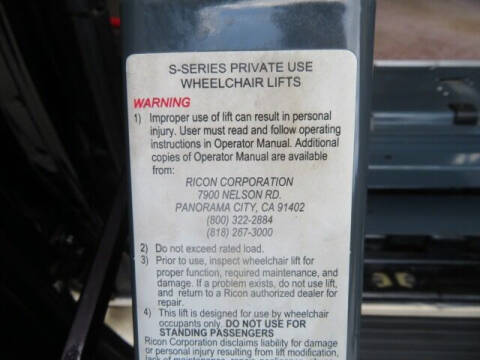 S-SERIES PRIVATE USE
WHEELCHAIR LIFTS
WARNING
1) Improper use of lift can result in personal
injury. User must read and follow operating
instructions in Operator Manual. Additional
copies of Operator Manual are available
from:
RICON CORPORATION
7900 NELSON RD.
PANORAMA CITY, CA 91402
(800) 322-2884
(818) 267-3000
2) Do not exceed rated load.
3) Prior to use, inspect wheelchair lift for
proper function, required maintenance, and
damage. If a problem exists, do not use lift,
and return to a Ricon authorized dealer for
repair.
4) This lift is designed for use by wheelchair
occupants only. DO NOT USE FOR
STANDING PASSENGERS
Ricon Corporation disclaims liability for damage
or personal injury resulting from lift modification,